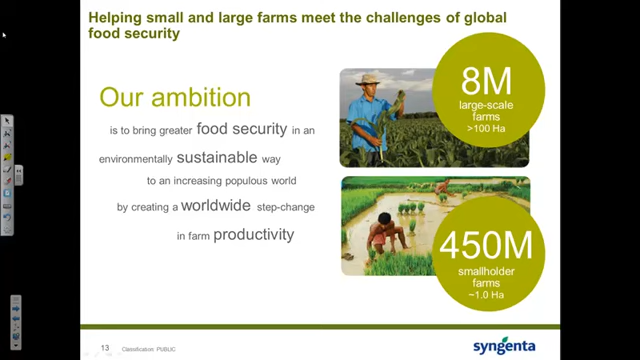 Helping small and large farms meet the challenges of global
food security
Our ambition
is to bring greater food security in an
environmentally sustainable way
to an increasing populous world
by creating a worldwide step-change
in farm productivity
8M
large-scale
farms
>100 Ha
450M
smallholder
farms
~1.0 Ha
13
Classification: PUBLIC
syngenta